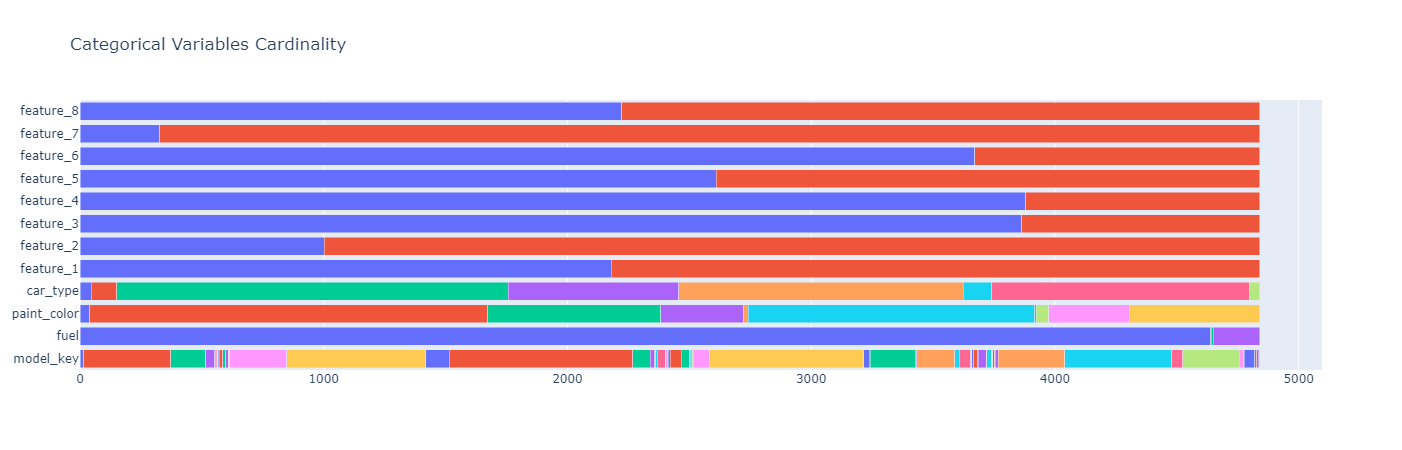 Categorical Variables Cardinality
feature_8
feature_7
feature_6
feature_5
feature_4
feature_3
feature_2
feature_1
car_type
paint_color
fuel
model_key
0 1000 2000 3000 4000 5000